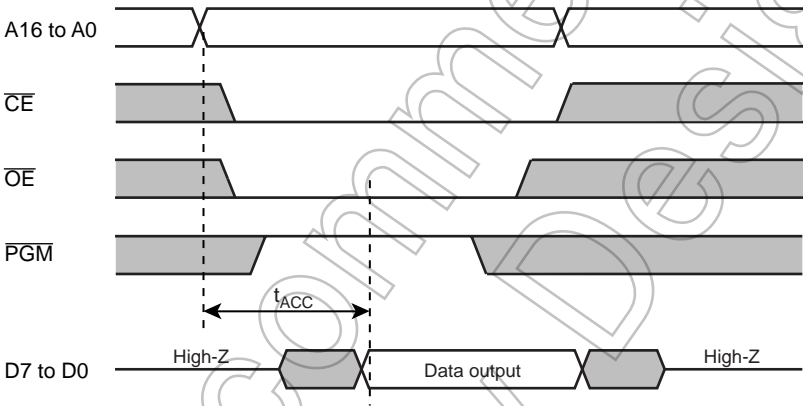 A16 to A0
CE
OE
PGM
tACC
D7 to D0 High-Z Data output High-Z